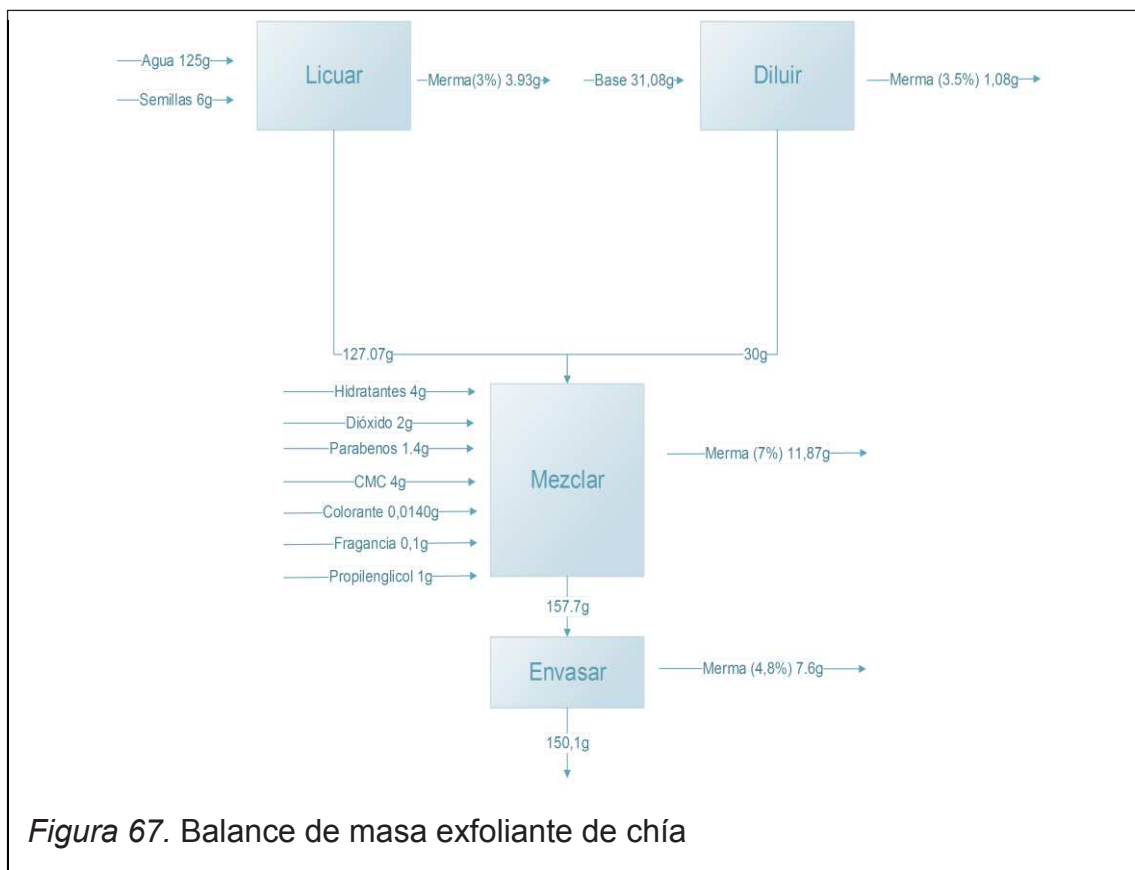 Agua 125g
Semillas 6g
Licuar
Merma(3%) 3.93g
Base 31,08g
Diluir
Merma (3.5%) 1,08g
127.07g
30g
Hidratantes 4g
Dióxido 2g
Parabenos 1.4g
CMC 4g
Colorante 0,0140g
Fragancia 0,1g
Propilenglicol 1g
Mezclar
Merma (7%) 11,87g
157.7g
Envasar
Merma (4,8%) 7.6g
150,1g
Figura 67. Balance de masa exfoliante de chía